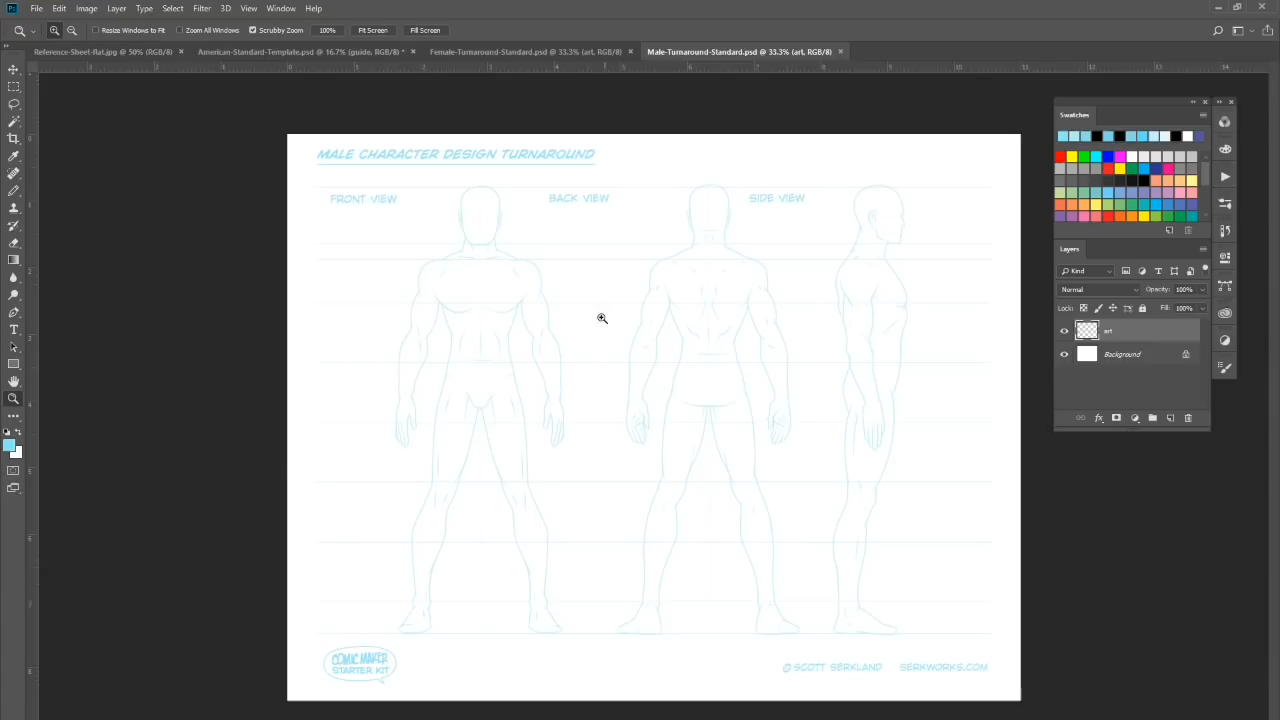 File Edit Image Layer Type Select Filter 3D View Window Help
Resize Windows to Fit Zoom All Windows Scrubby Zoom 100% Fit Screen Fill Screen
Reference-Sheet-Rat.jpg @ 50% (RGB/8) × American-Standard-Template.psd @ 16.7% (guide, RGB/8) * × Female-Turnaround-Standard.psd @ 33.3% (art, RGB/8) × Male-Turnaround-Standard.psd @ 33.3% (art, RGB/8) ×
MALE CHARACTER DESIGN TURNAROUND
FRONT VIEW BACK VIEW SIDE VIEW
COMIC MAKER
STARTER KIT
© SCOTT SERKLAND SERKWORKS.COM
Swatches
Layers
Kind
Normal Opacity: 100%
Lock: Fill: 100%
art
Background